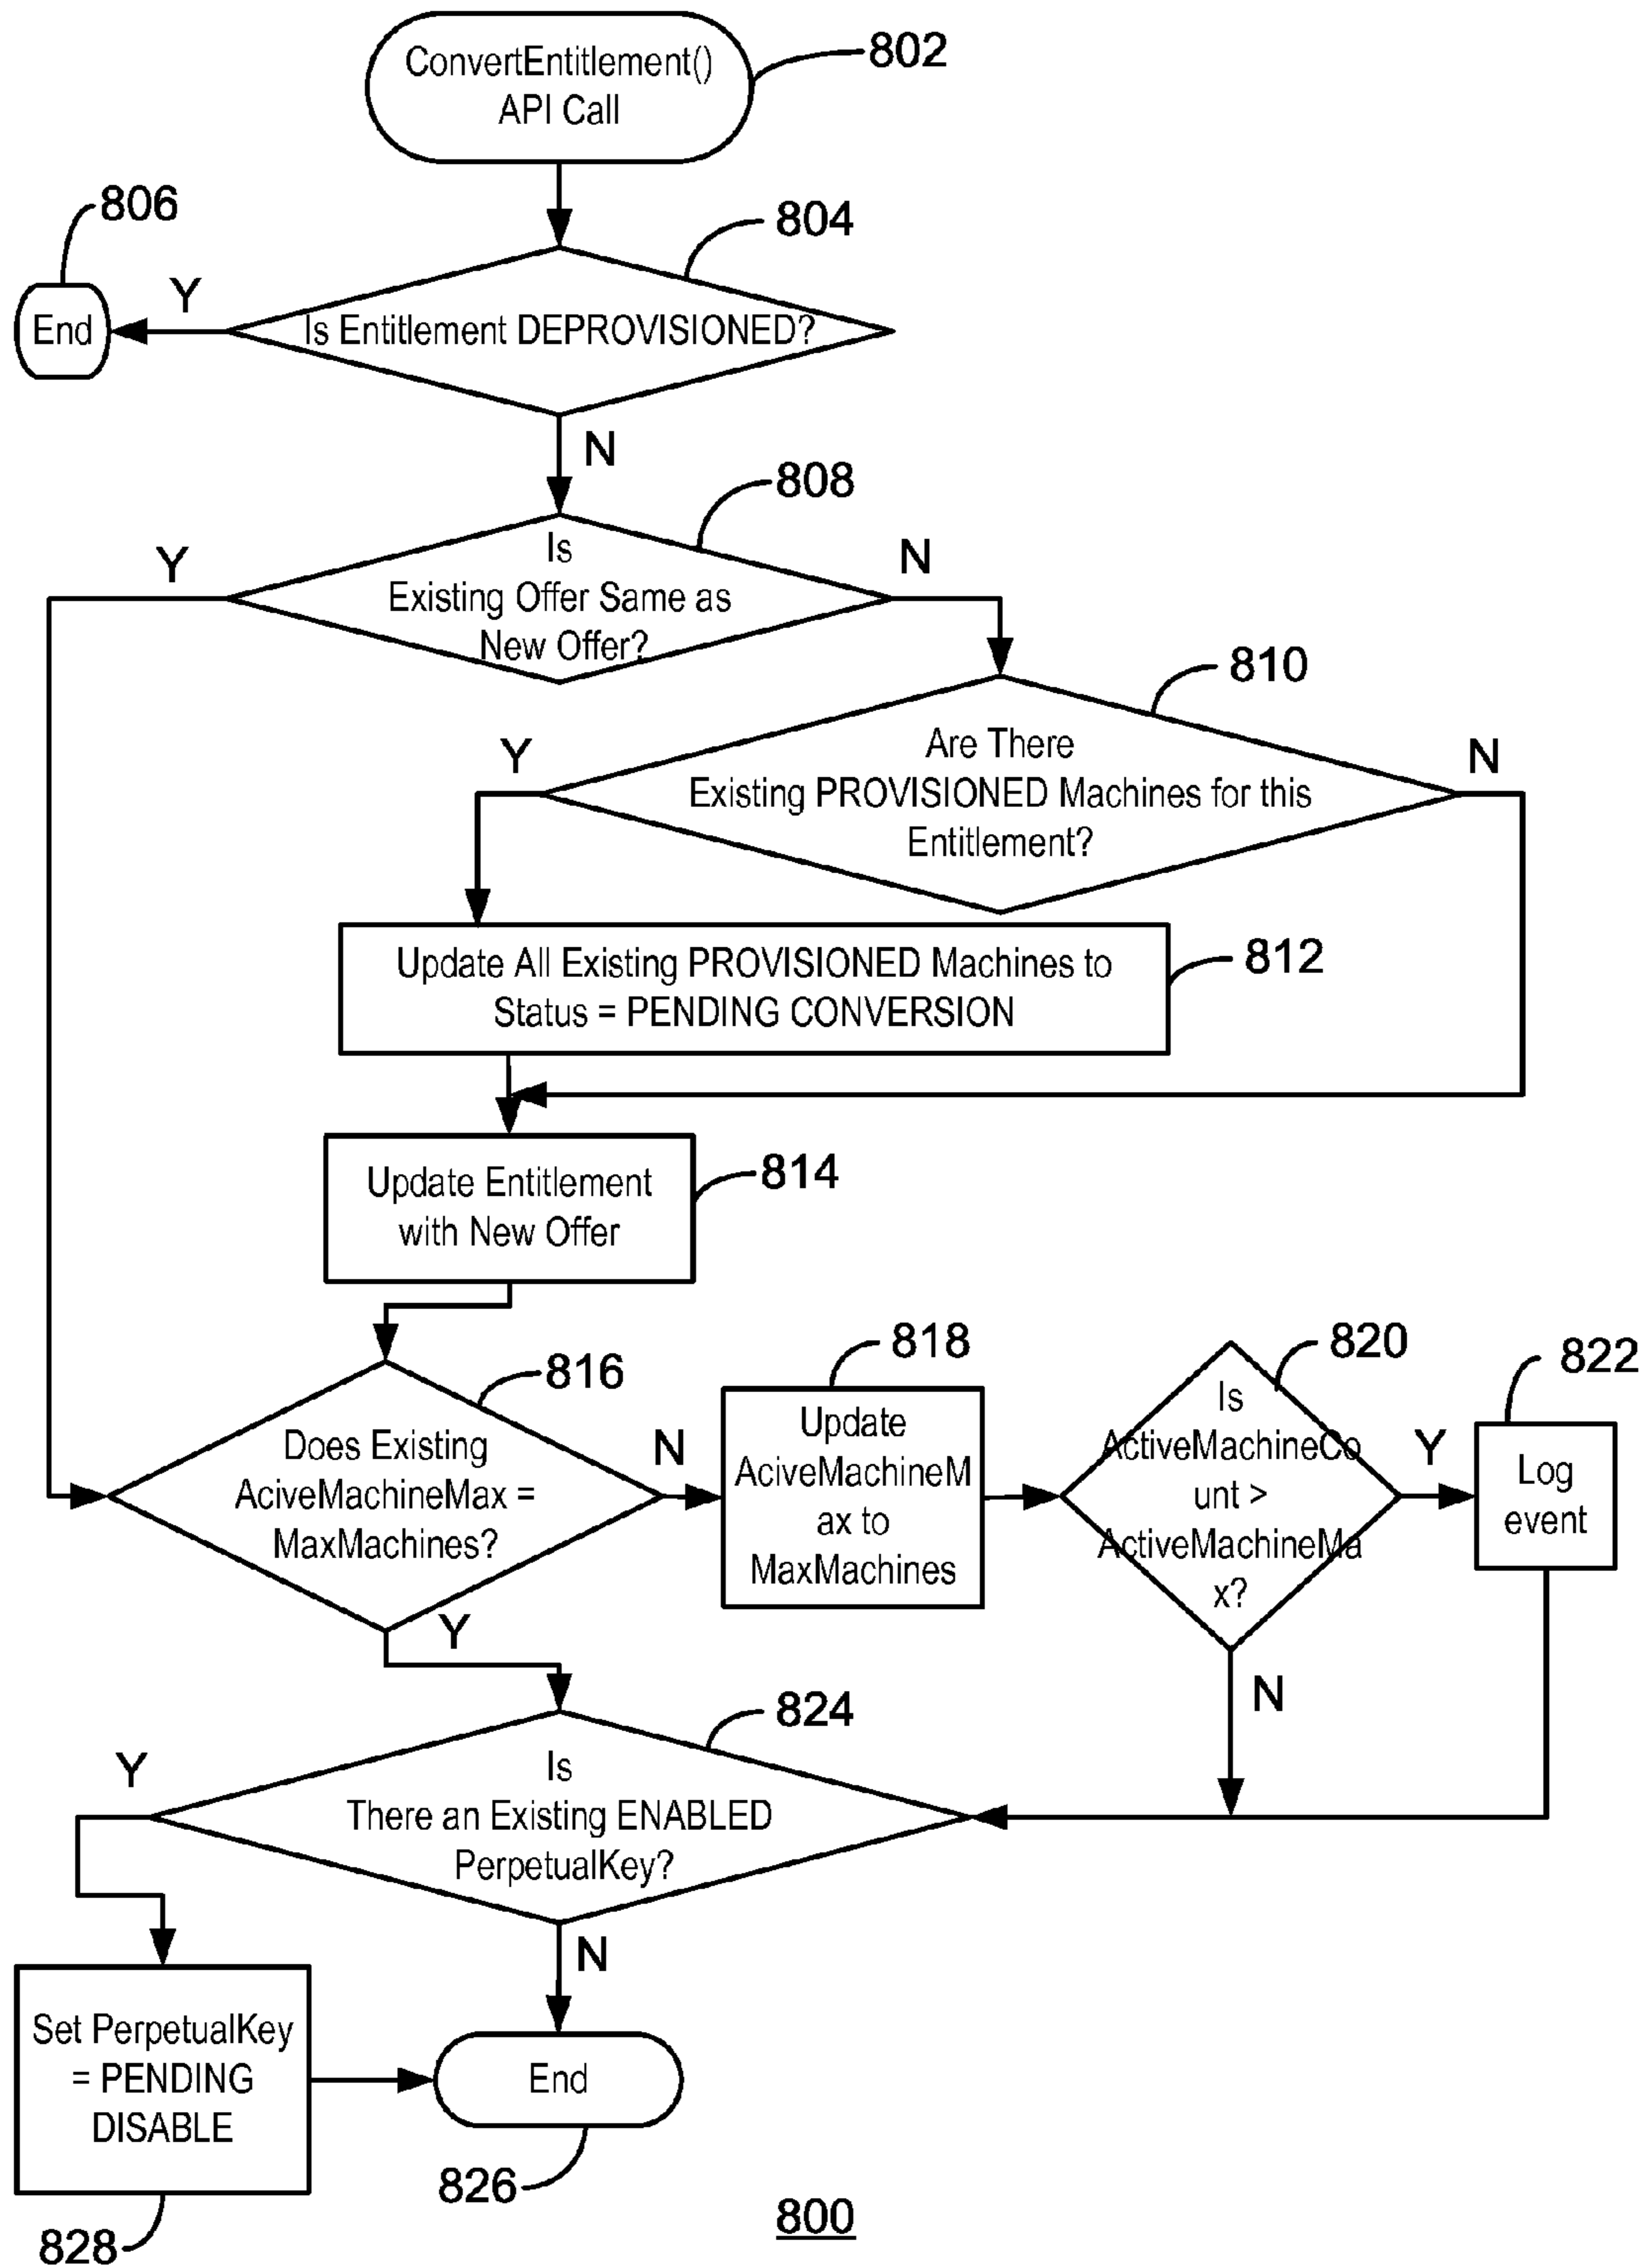 ConvertEntitlement()
API Call
802
806
804
Y
End
Is Entitlement DEPROVISIONED?
N
808
Y
Is
Existing Offer Same as
New Offer?
N
810
Y
Are There
Existing PROVISIONED Machines for this
Entitlement?
N
Update All Existing PROVISIONED Machines to
Status = PENDING CONVERSION
812
Update Entitlement
with New Offer
814
816
Does Existing
AciveMachineMax =
MaxMachines?
N
818
Update
AciveMachineM
ax to
MaxMachines
820
Is
ActiveMachineCo
unt >
ActiveMachineMa
x?
Y
822
Log
event
Y
N
824
Y
Is
There an Existing ENABLED
PerpetualKey?
N
Set PerpetualKey
= PENDING
DISABLE
End
826
828
800